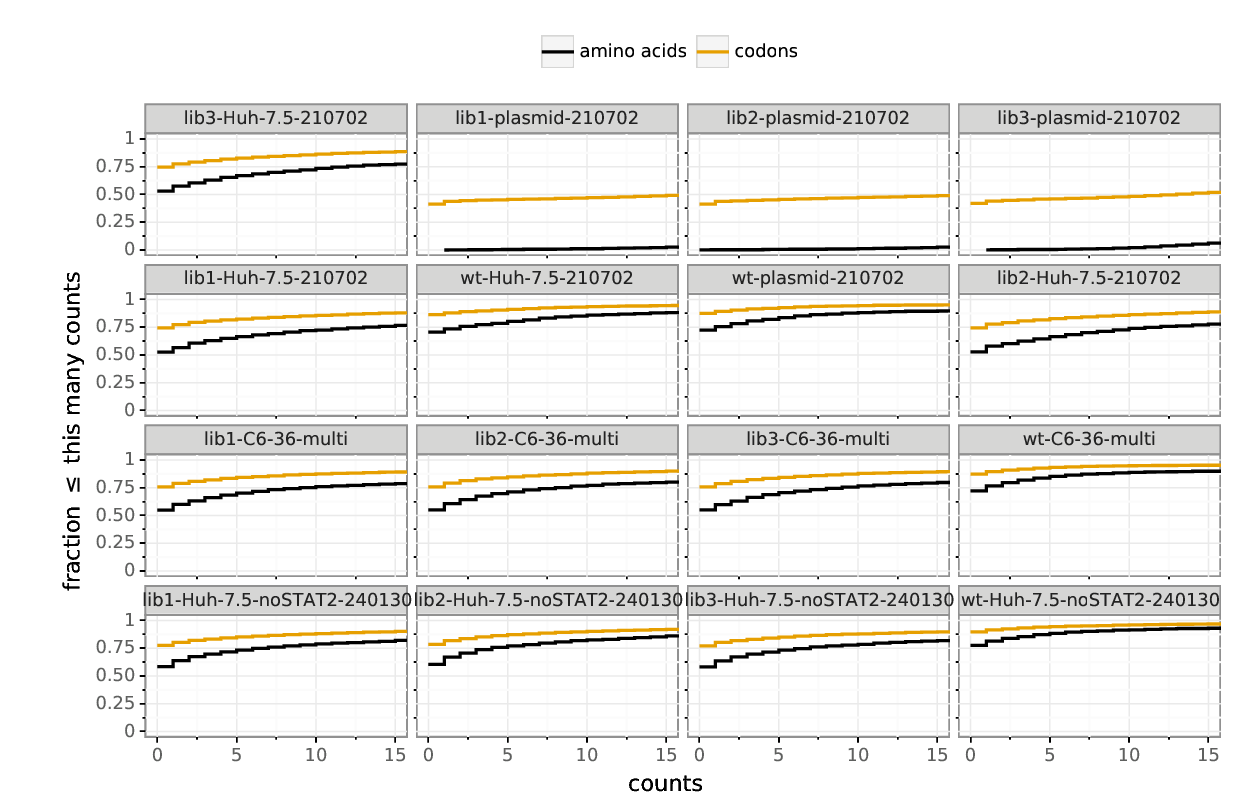 amino acids codons
lib3-Huh-7.5-210702 lib1-plasmid-210702 lib2-plasmid-210702 lib3-plasmid-210702
1
0.75
0.50
0.25
0
lib1-Huh-7.5-210702 wt-Huh-7.5-210702 wt-plasmid-210702 lib2-Huh-7.5-210702
1
0.75
0.50
0.25
0
fraction ≤ this many counts
lib1-C6-36-multi lib2-C6-36-multi lib3-C6-36-multi wt-C6-36-multi
1
0.75
0.50
0.25
0
lib1-Huh-7.5-noSTAT2-240130 lib2-Huh-7.5-noSTAT2-240130 lib3-Huh-7.5-noSTAT2-240130 wt-Huh-7.5-noSTAT2-240130
1
0.75
0.50
0.25
0
0 5 10 15 0 5 10 15 0 5 10 15 0 5 10 15
counts